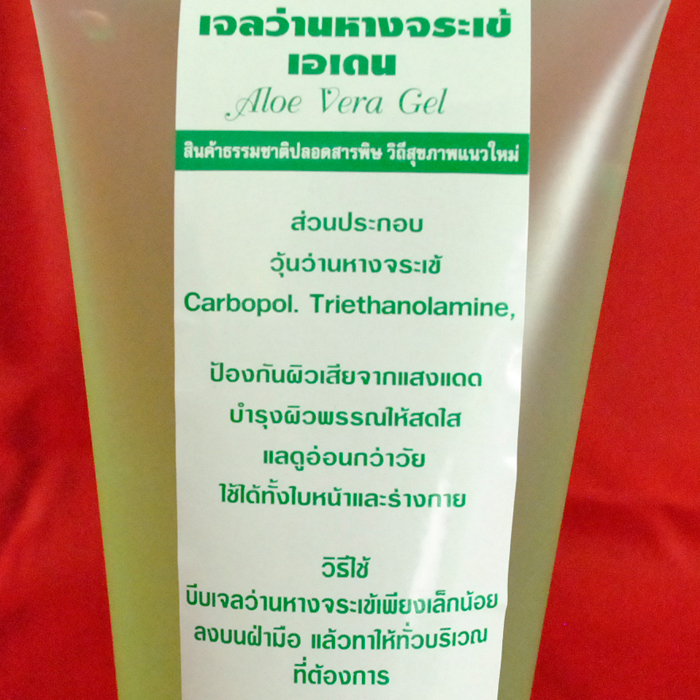 เจลว่านหางจระเข้
เอเดน
Aloe Vera Gel
สินค้าธรรมชาติปลอดสารพิษ วิถีสุขภาพแนวใหม่
ส่วนประกอบ
วุ้นว่านหางจระเข้
Carbopol. Triethanolamine,
ป้องกันผิวเสียจากแสงแดด
บำรุงผิวพรรณให้สดใส
แลดูอ่อนกว่าวัย
ใช้ได้ทั้งใบหน้าและร่างกาย
วิธีใช้
บีบเจลว่านหางจระเข้เพียงเล็กน้อย
ลงบนฝ่ามือ แล้วทาให้ทั่วบริเวณ
ที่ต้องการ